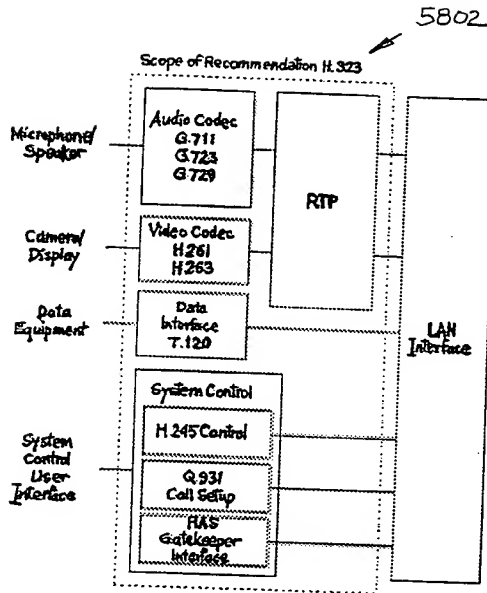 5802
Scope of Recommendation H.323
Microphone/
Speaker
Audio Codec
G.711
G.723
G.729
RTP
Camera/
Display
Video Codec
H.261
H.263
Data
Equipment
Data
Interface
T.120
LAN
Interface
System Control
H.245 Control
System
Control
User
Interface
Q.931
Call Setup
RAS
Gatekeeper
Interface